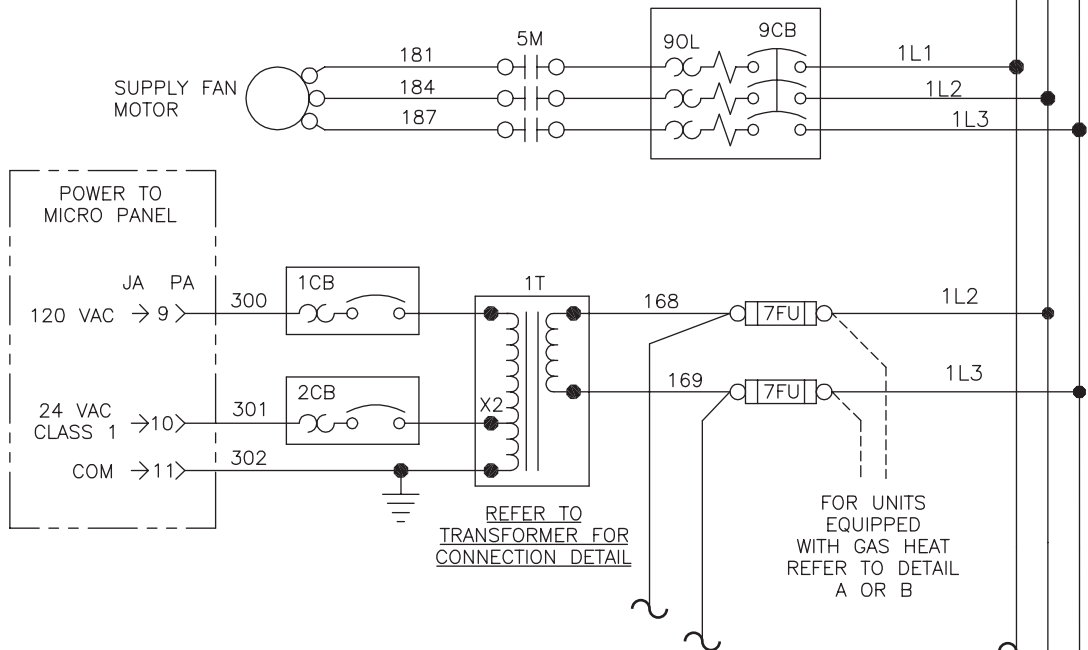 5M
9OL
9CB
181
1L1
SUPPLY FAN
MOTOR
184
1L2
187
1L3
POWER TO
MICRO PANEL
JA PA
120 VAC 9
300
1CB
1T
168
7FU
1L2
24 VAC
CLASS 1
10
301
2CB
X2
169
7FU
1L3
COM 11
302
REFER TO
TRANSFORMER FOR
CONNECTION DETAIL
FOR UNITS
EQUIPPED
WITH GAS HEAT
REFER TO DETAIL
A OR B